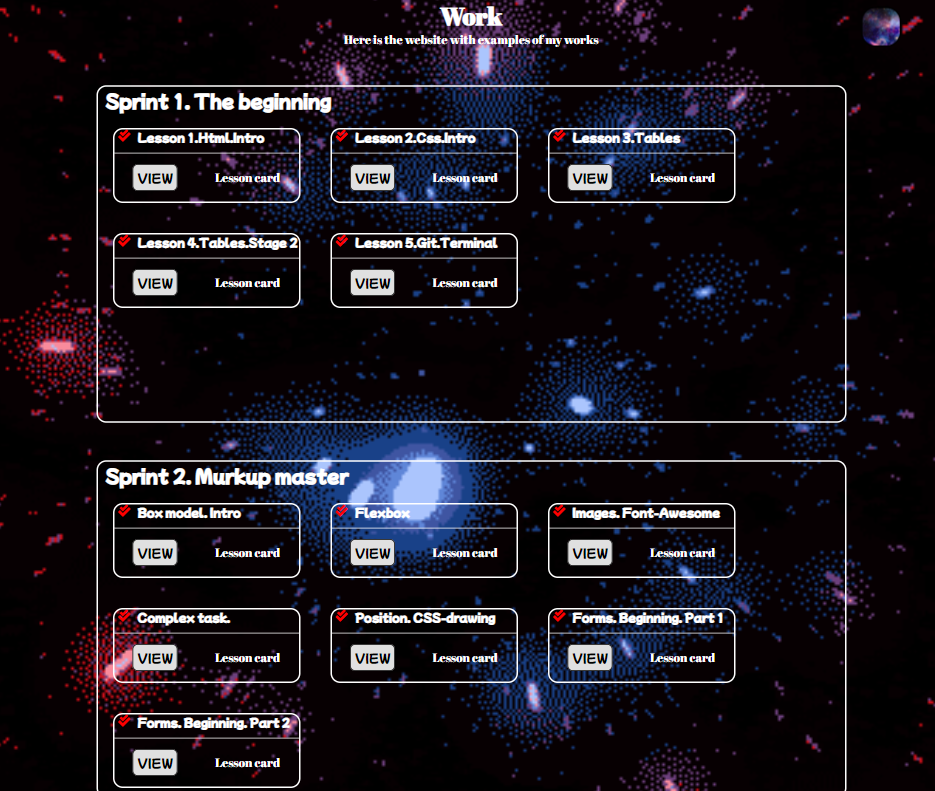 Work
Here is the website with examples of my works
Sprint 1. The beginning
Lesson 1.Html.Intro
VIEW Lesson card
Lesson 2.Css.Intro
VIEW Lesson card
Lesson 3.Tables
VIEW Lesson card
Lesson 4.Tables.Stage 2
VIEW Lesson card
Lesson 5.Git.Terminal
VIEW Lesson card
Sprint 2. Murkup master
Box model. Intro
VIEW Lesson card
Flexbox
VIEW Lesson card
Images. Font-Awesome
VIEW Lesson card
Complex task.
VIEW Lesson card
Position. CSS-drawing
VIEW Lesson card
Forms. Beginning. Part 1
VIEW Lesson card
Forms. Beginning. Part 2
VIEW Lesson card